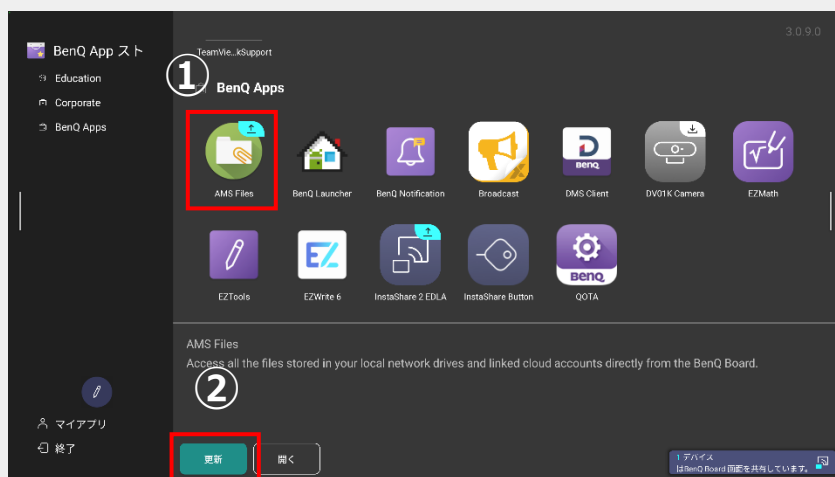 3.0.9.0
BenQ App スト
Education
Corporate
BenQ Apps
マイアプリ
終了
TeamVie...kSupport
①
BenQ Apps
AMS Files
BenQ Launcher
BenQ Notification
Broadcast
D BenQ
DMS Client
DV01K Camera
EZMath
EZTools
EZ
EZWrite 6
InstaShare 2 EDLA
InstaShare Button
BenQ
QOTA
AMS Files
Access all the files stored in your local network drives and linked cloud accounts directly from the BenQ Board.
②
更新
開く
1 デバイス
はBenQ Board 画面を共有しています。